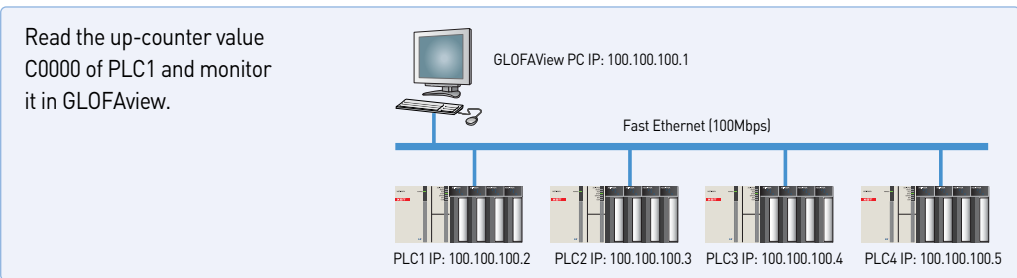 Read the up-counter value
C0000 of PLC1 and monitor
it in GLOFAview.
GLOFAView PC IP: 100.100.100.1
Fast Ethernet (100Mbps)
PLC1 IP: 100.100.100.2
PLC2 IP: 100.100.100.3
PLC3 IP: 100.100.100.4
PLC4 IP: 100.100.100.5